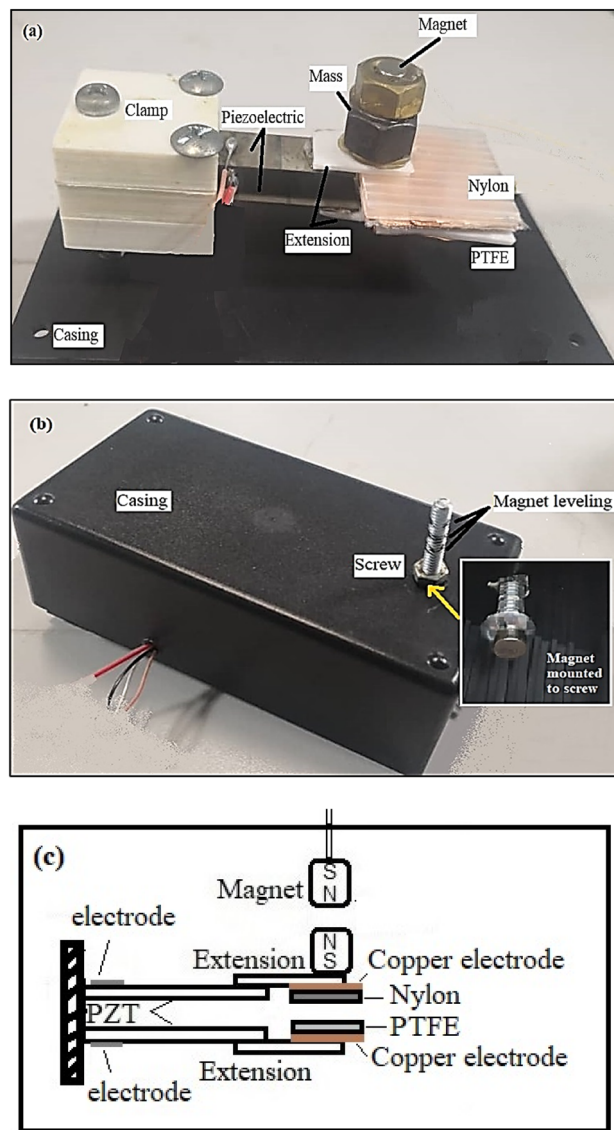 (a)
Magnet
Mass
Clamp
Piezoelectric
Nylon
Extension
PTFE
Casing
(b)
Casing
Magnet leveling
Screw
Magnet
mounted
to screw
(c)
S
N
Magnet
electrode
N
S
Extension
Copper electrode
Nylon
PZT
PTFE
Copper electrode
Extension
electrode